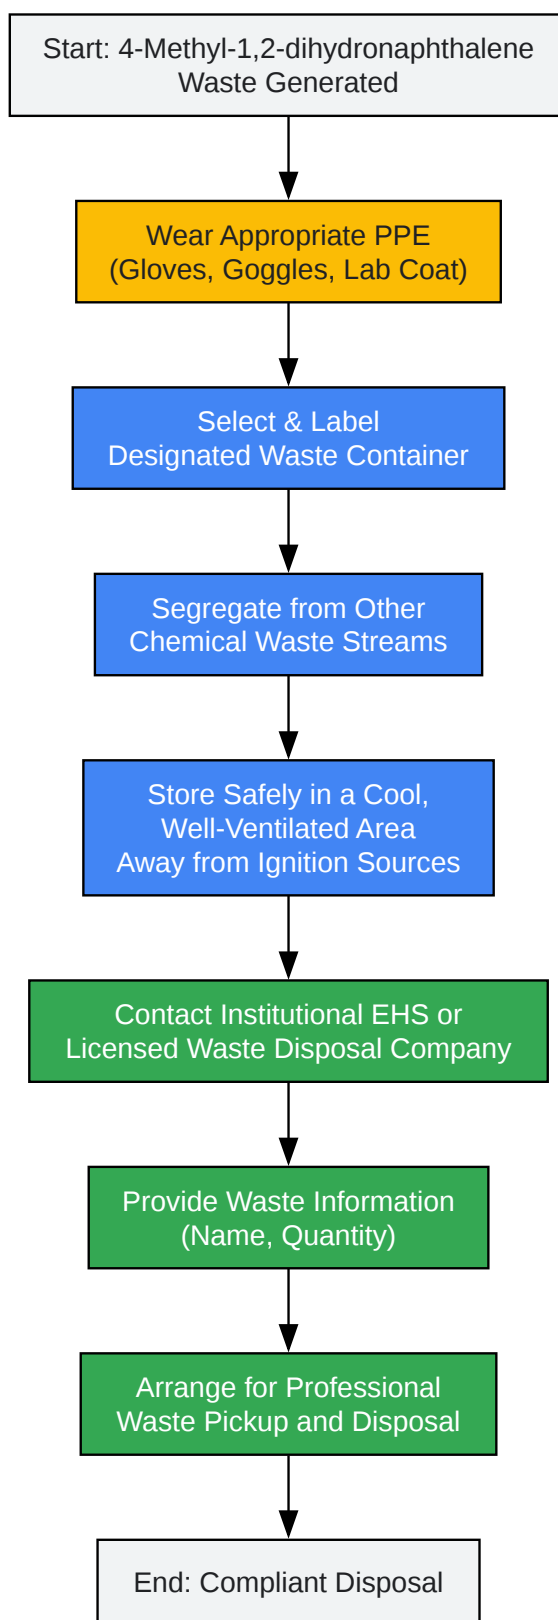 Start: 4-Methyl-1,2-dihydronaphthalene
Waste Generated
Wear Appropriate PPE
(Gloves, Goggles, Lab Coat)
Select & Label
Designated Waste Container
Segregate from Other
Chemical Waste Streams
Store Safely in a Cool,
Well-Ventilated Area
Away from Ignition Sources
Contact Institutional EHS or
Licensed Waste Disposal Company
Provide Waste Information
(Name, Quantity)
Arrange for Professional
Waste Pickup and Disposal
End: Compliant Disposal